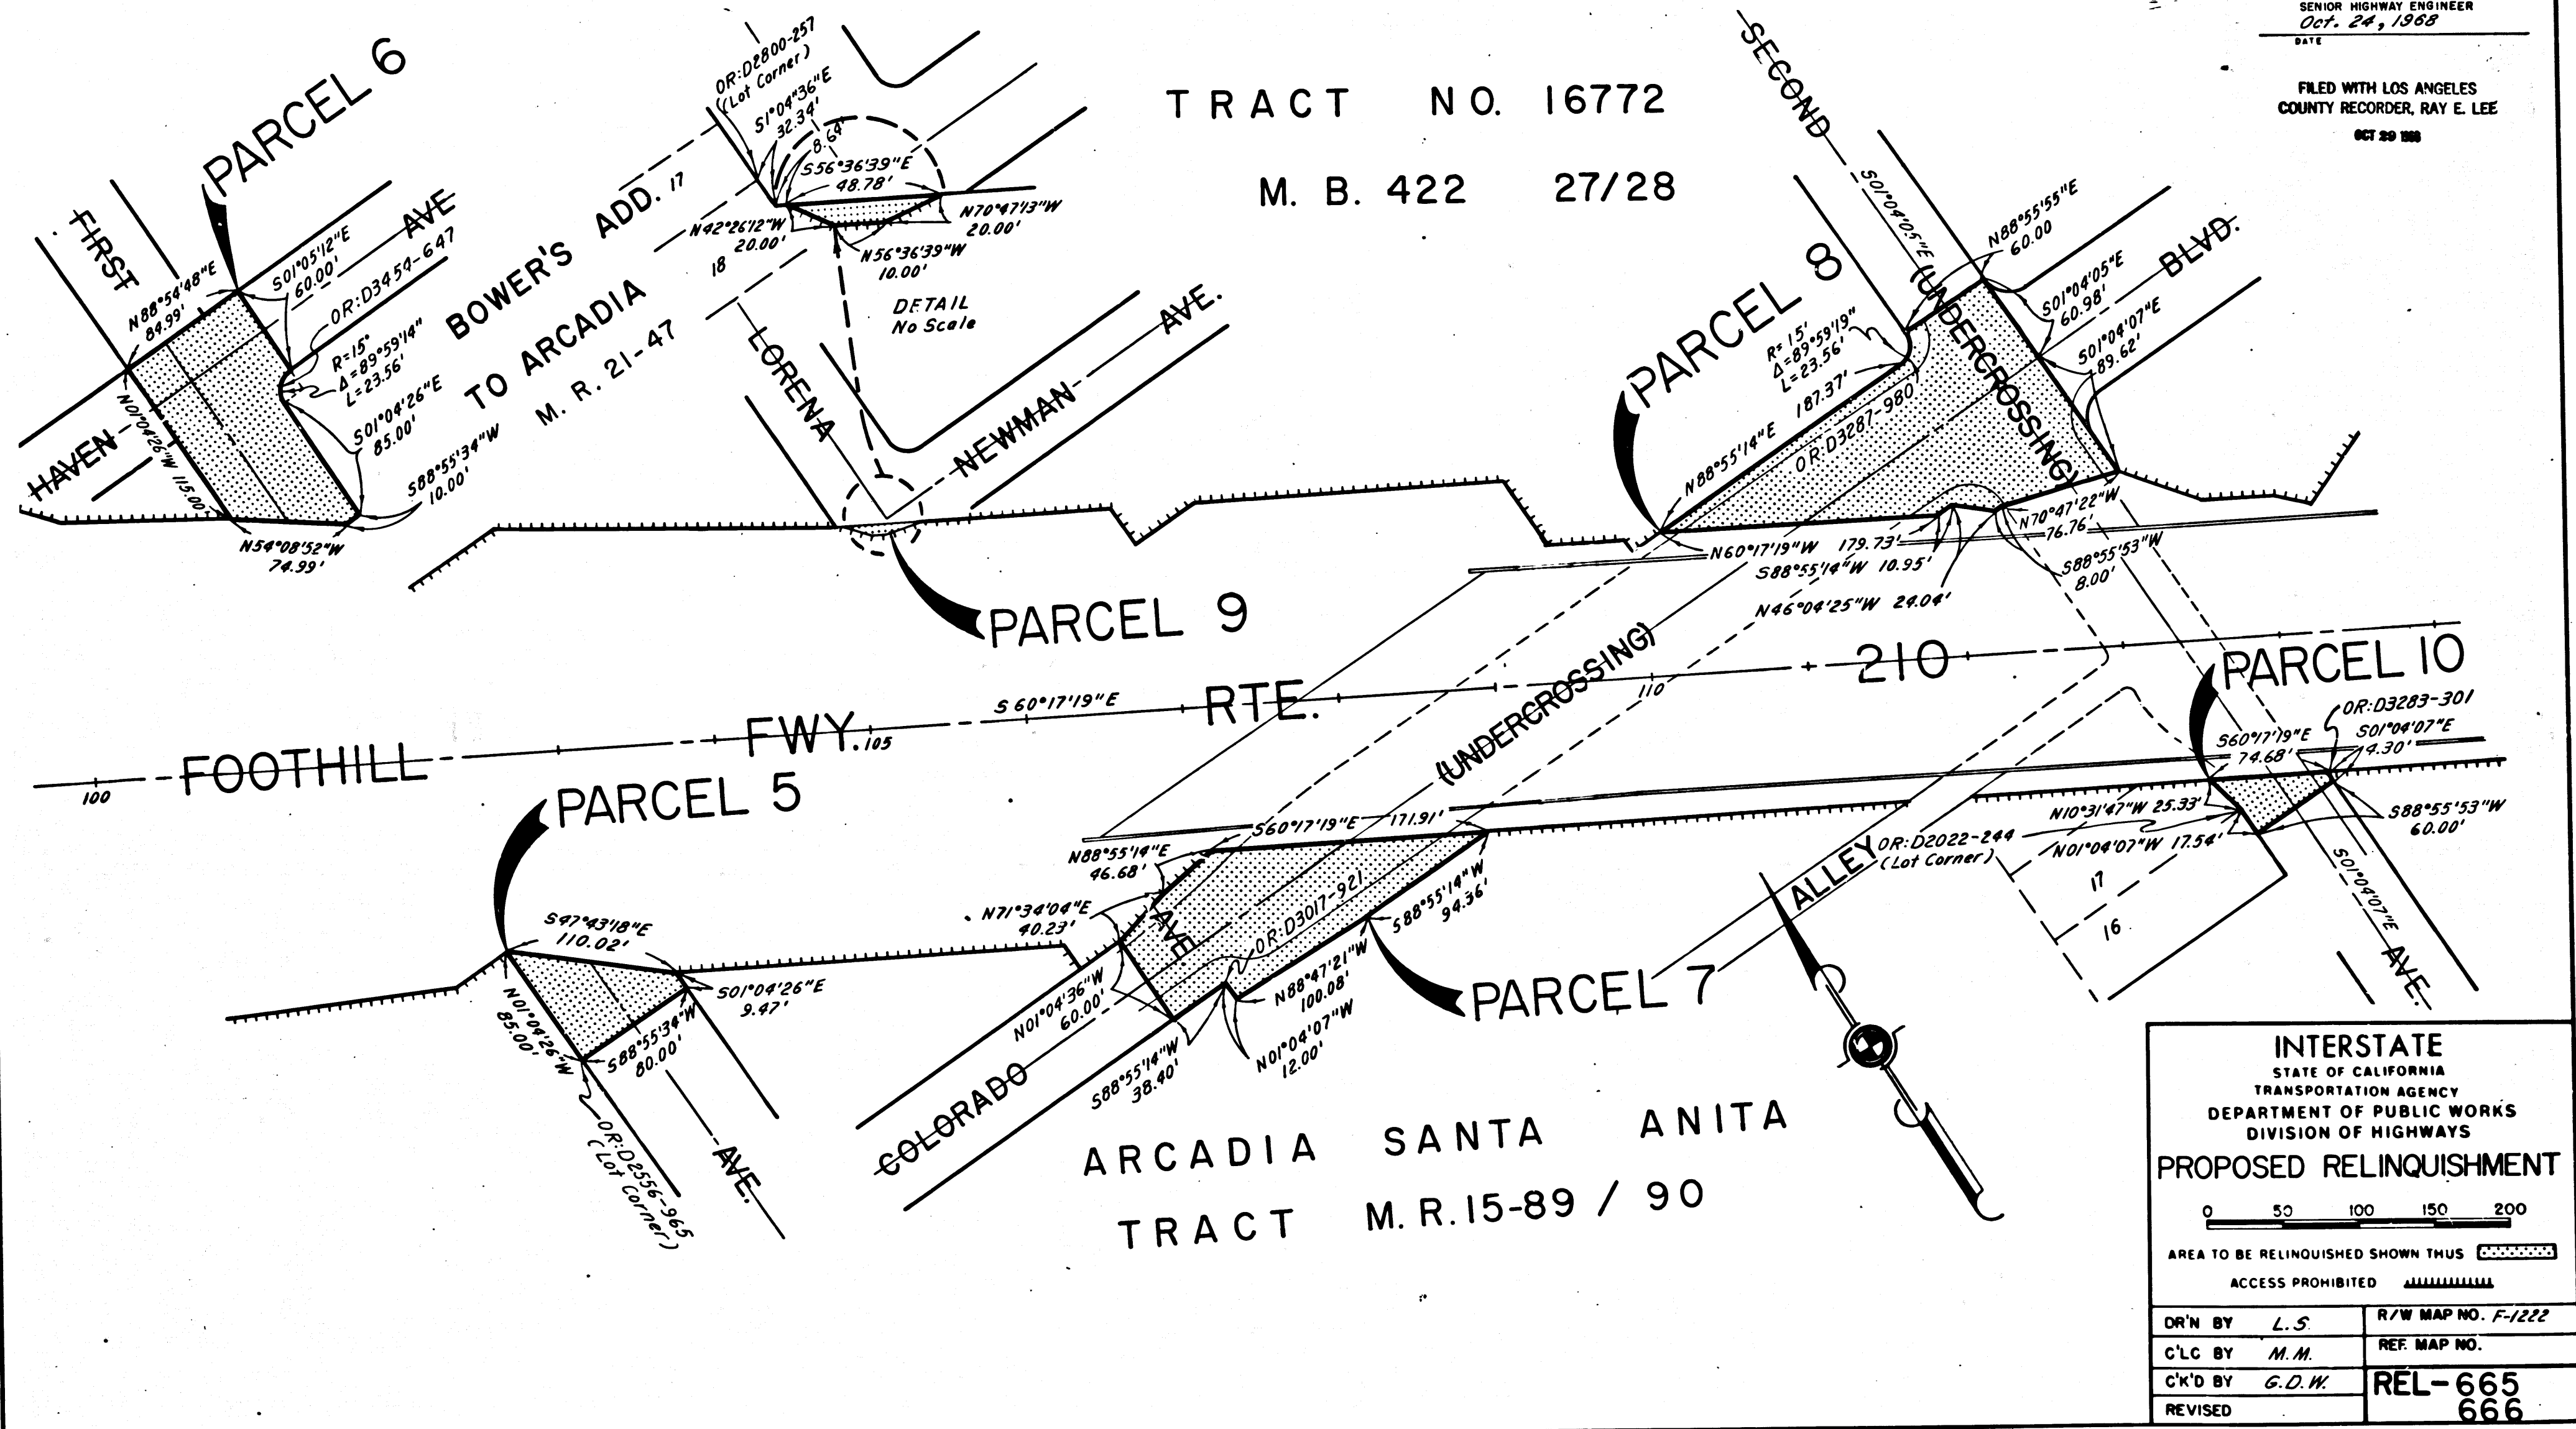 SENIOR HIGHWAY ENGINEER
Oct. 24, 1968
DATE
FILED WITH LOS ANGELES
COUNTY RECORDER, RAY E. LEE
OCT 29 1968
TRACT NO. 16772
M. B. 422 27/28
PARCEL 6
FIRST
AVE
HAVEN
N88°54'48"E
84.99'
S01°05'12"E
60.00'
OR:D3454-647
R=15'
Δ=89°59'14"
L=23.56'
S01°04'26"E
85.00'
S88°55'34"W
10.00'
N01°04'26"W 115.00'
N54°08'52"W
74.99'
BOWER'S ADD.
TO ARCADIA
M. R. 21-47
17
18
OR:D2800-257
(Lot Corner)
S1°04'36"E
32.34'
8.64'
S56°36'39"E
48.78'
N42°26'12"W
20.00'
N70°47'13"W
20.00'
N56°36'39"W
10.00'
DETAIL
No Scale
LORENA
NEWMAN AVE.
PARCEL 9
SECOND
S01°04'05"E
(UNDERCROSSING)
BLVD.
PARCEL 8
N88°55'55"E
60.00
S01°04'05"E
60.98'
S01°04'07"E
89.62'
R=15'
Δ=89°59'19"
L=23.56'
N88°55'14"E 187.37'
OR:D3287-980
N70°47'22"W
76.76'
N60°17'19"W 179.73'
S88°55'14"W 10.95'
S88°55'53"W
8.00'
N46°04'25"W 24.04'
(UNDERCROSSING)
FOOTHILL FWY. RTE. 210
S60°17'19"E
100
105
110
PARCEL 10
OR:D3283-301
S60°17'19"E
74.68'
S01°04'07"E
4.30'
N10°31'47"W 25.33'
S88°55'53"W
60.00'
OR:D2022-244
(Lot Corner)
N01°04'07"W 17.54'
17
16
ALLEY
S01°04'07"E
AVE.
PARCEL 5
S47°43'18"E
110.02'
N01°04'26"W
85.00'
S01°04'26"E
9.47'
S88°55'34"W
80.00'
OR:D2556-965
(Lot Corner)
AVE.
PARCEL 7
S60°17'19"E 171.91'
N88°55'14"E
46.68'
N71°34'04"E
40.23'
AVE
OR:D3017-921
S88°55'14"W
94.36'
N88°47'21"W
100.08'
N01°04'36"W
60.00'
N01°04'07"W
12.00'
S88°55'14"W
38.40'
COLORADO
ARCADIA SANTA ANITA
TRACT M.R.15-89 / 90
INTERSTATE
STATE OF CALIFORNIA
TRANSPORTATION AGENCY
DEPARTMENT OF PUBLIC WORKS
DIVISION OF HIGHWAYS
PROPOSED RELINQUISHMENT
0 50 100 150 200
AREA TO BE RELINQUISHED SHOWN THUS
ACCESS PROHIBITED
DR'N BY L.S.
R/W MAP NO. F-1222
C'LC BY M.M.
REF. MAP NO.
C'K'D BY G.D.W.
REL-665
666
REVISED